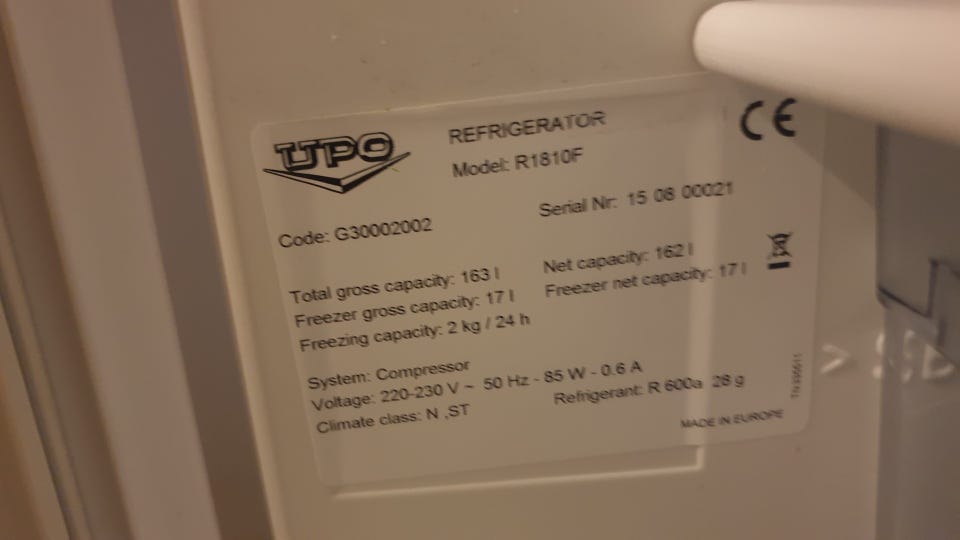 UPO
REFRIGERATOR
Model: R1810F
CE
Code: G30002002
Serial Nr: 15 08 00021
Total gross capacity: 163 l
Net capacity: 162 l
Freezer gross capacity: 17 l
Freezer net capacity: 17 l
Freezing capacity: 2 kg / 24 h
System: Compressor
Voltage: 220-230 V ~ 50 Hz - 85 W - 0.6 A
Climate class: N ,ST
Refrigerant: R 600a 28 g
MADE IN EUROPE